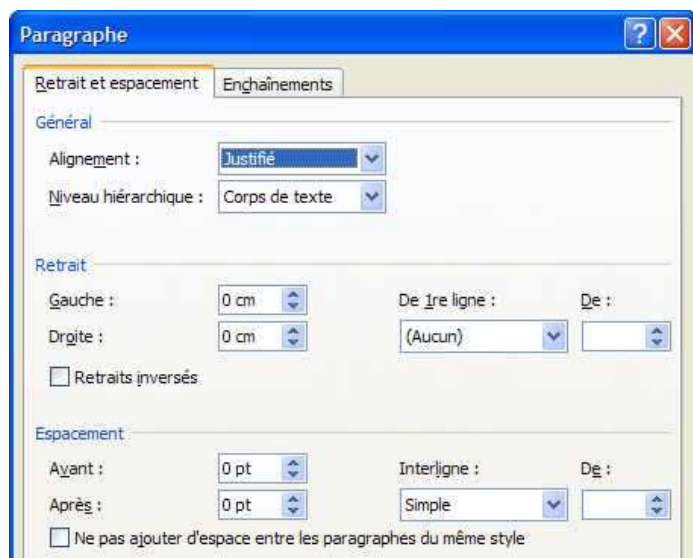 Paragraphe
Retrait et espacement Enchaînements
Général
Alignement : Justifié
Niveau hiérarchique : Corps de texte
Retrait
Gauche : 0 cm De 1re ligne : De :
Droite : 0 cm (Aucun)
Retraits inversés
Espacement
Avant : 0 pt Interligne : De :
Après : 0 pt Simple
Ne pas ajouter d'espace entre les paragraphes du même style